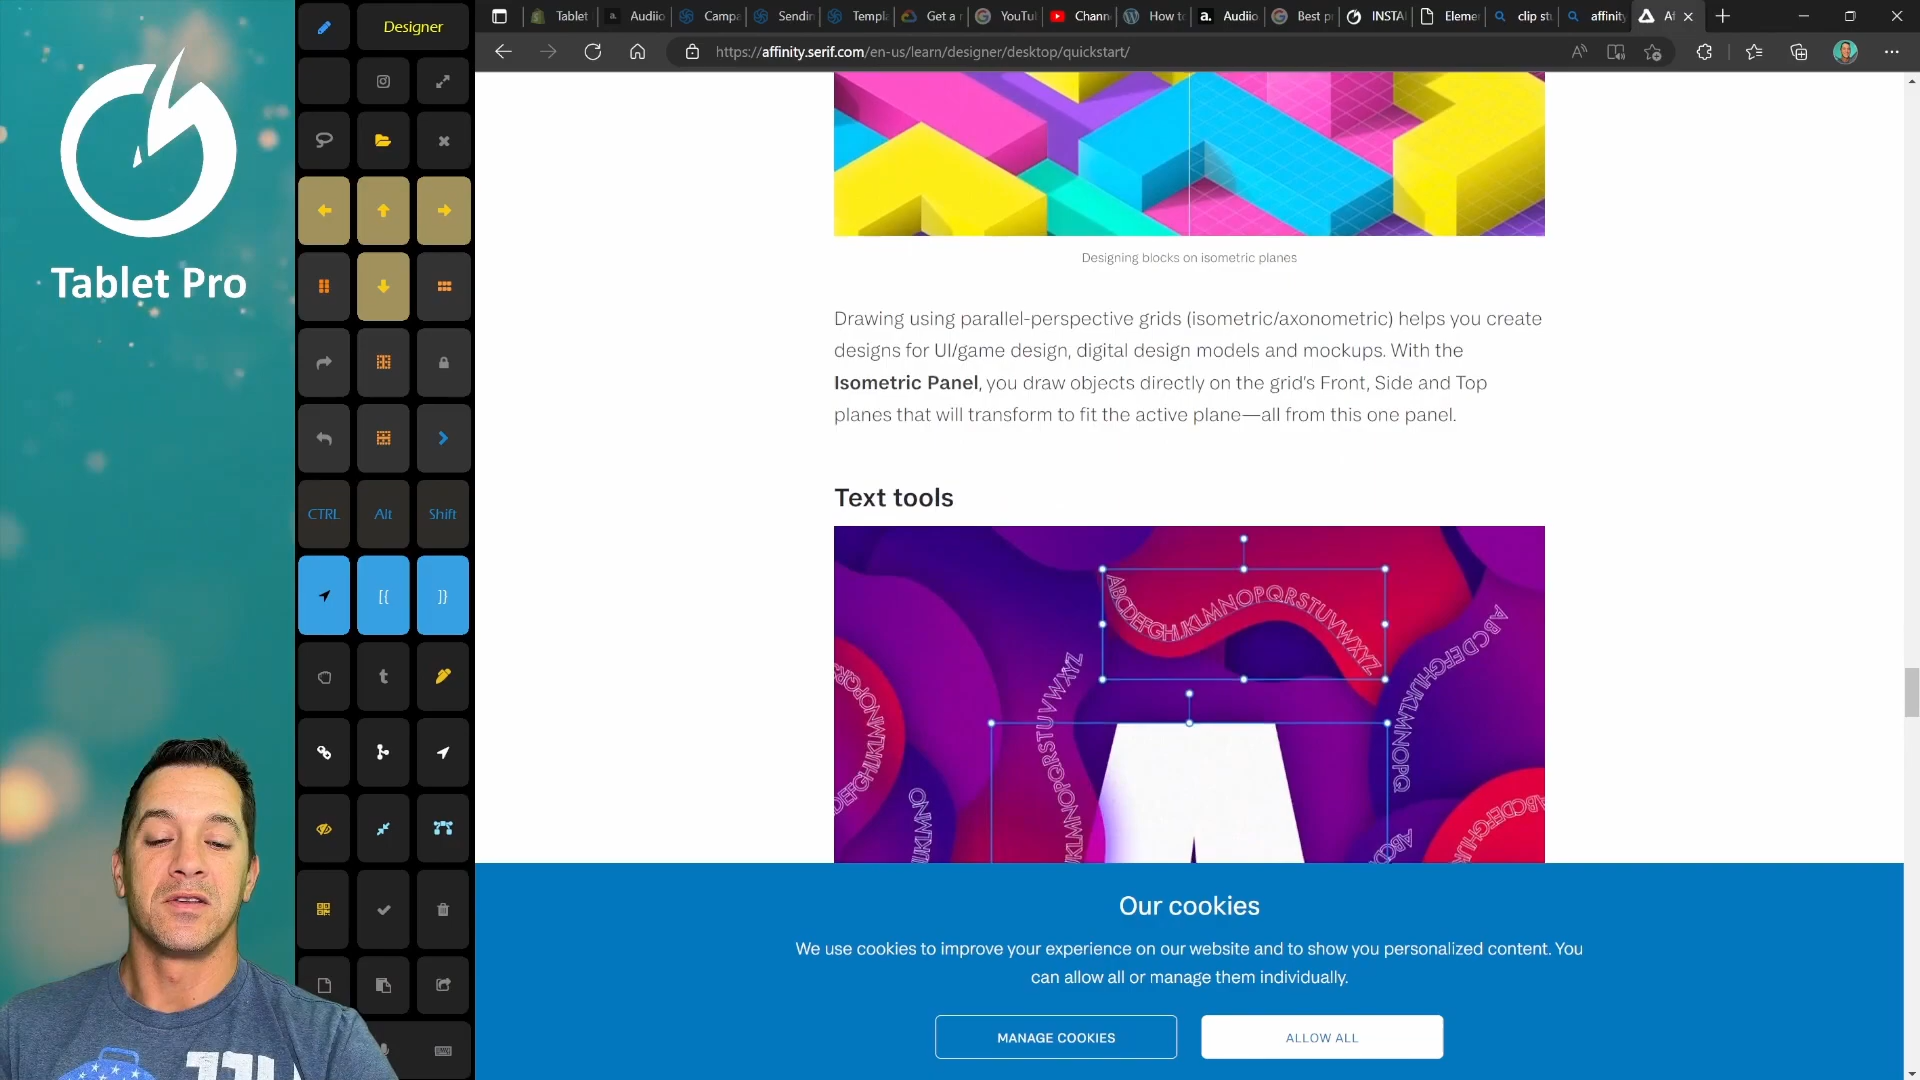 Designer
Tablet
Audiio
Campa
Sendin
Templ
Get a
YouTu
Chann
How to
Audiio
Best p
INSTA
Eleme
clip stu
affinity
https://affinity.serif.com/en-us/learn/designer/desktop/quickstart/
Tablet Pro
Designing blocks on isometric planes
Drawing using parallel-perspective grids (isometric/axonometric) helps you create
designs for UI/game design, digital design models and mockups. With the
Isometric Panel, you draw objects directly on the grid's Front, Side and Top
planes that will transform to fit the active plane—all from this one panel.
Text tools
CTRL
Alt
Shift
[{
]}
ABCDEFGHIJKLMNOPQRSTUVWXYZ
Our cookies
We use cookies to improve your experience on our website and to show you personalized content. You
can allow all or manage them individually.
MANAGE COOKIES
ALLOW ALL